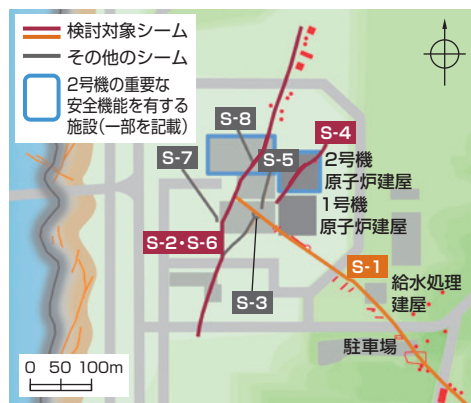 検討対象シーム
その他のシーム
2号機の重要な
安全機能を有する
施設(一部を記載)
S-8
S-4
S-7
S-5
2号機
原子炉建屋
1号機
原子炉建屋
S-2・S-6
S-1
S-3
給水処理
建屋
駐車場
0 50 100m